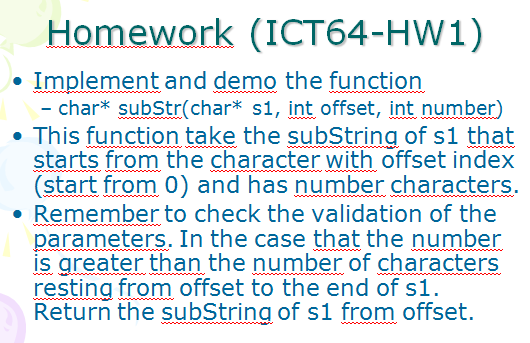 Homework (ICT64-HW1)
• Implement and demo the function
– char* subStr(char* s1, int offset, int number)
• This function take the subString of s1 that
starts from the character with offset index
(start from 0) and has number characters.
• Remember to check the validation of the
parameters. In the case that the number
is greater than the number of characters
resting from offset to the end of s1.
Return the subString of s1 from offset.